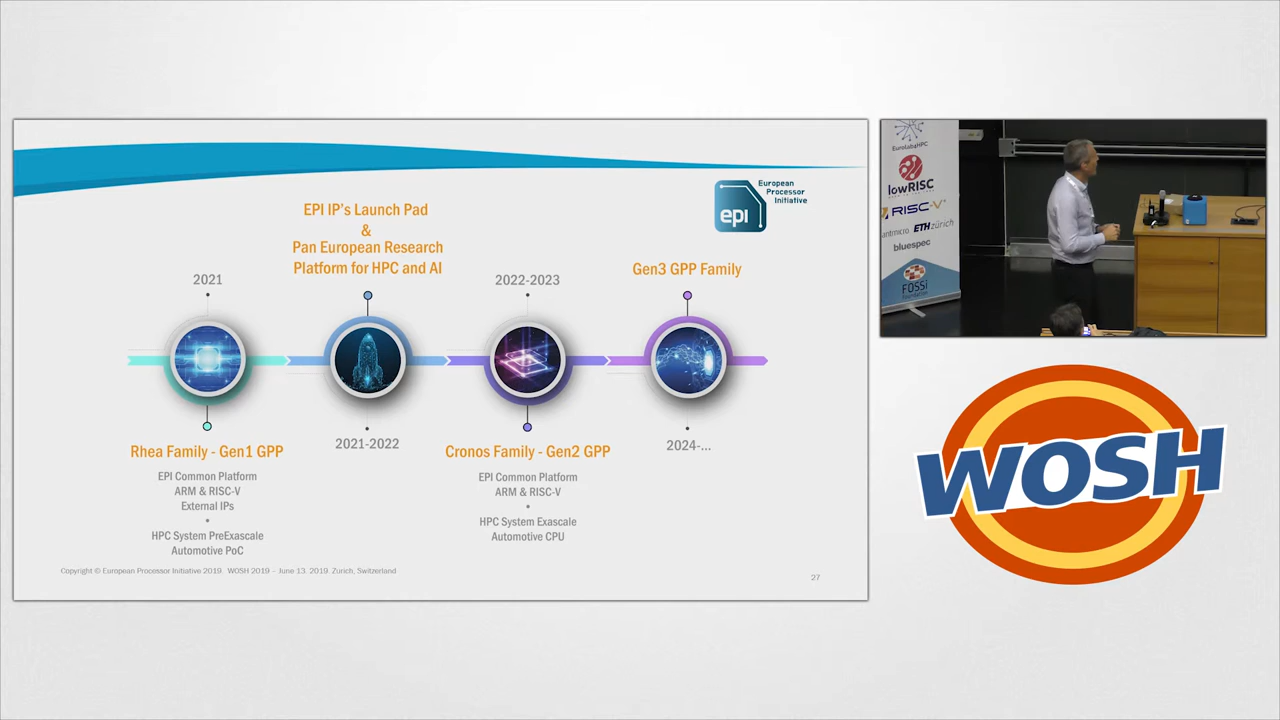 EPI IP's Launch Pad
&
Pan European Research
Platform for HPC and AI
European
Processor
Initiative
epi
2021
2022-2023
Gen3 GPP Family
Rhea Family - Gen1 GPP
EPI Common Platform
ARM & RISC-V
External IPs
•
HPC System PreExascale
Automotive PoC
2021-2022
Cronos Family - Gen2 GPP
EPI Common Platform
ARM & RISC-V
•
HPC System Exascale
Automotive CPU
2024-...
Copyright © European Processor Initiative 2019. WOSH 2019 – June 13. 2019. Zurich, Switzerland
27
Eurolab4HPC
lowRISC
RISC-V
antmicro ETH zürich
bluespec
FOSSi
Foundation
WOSH